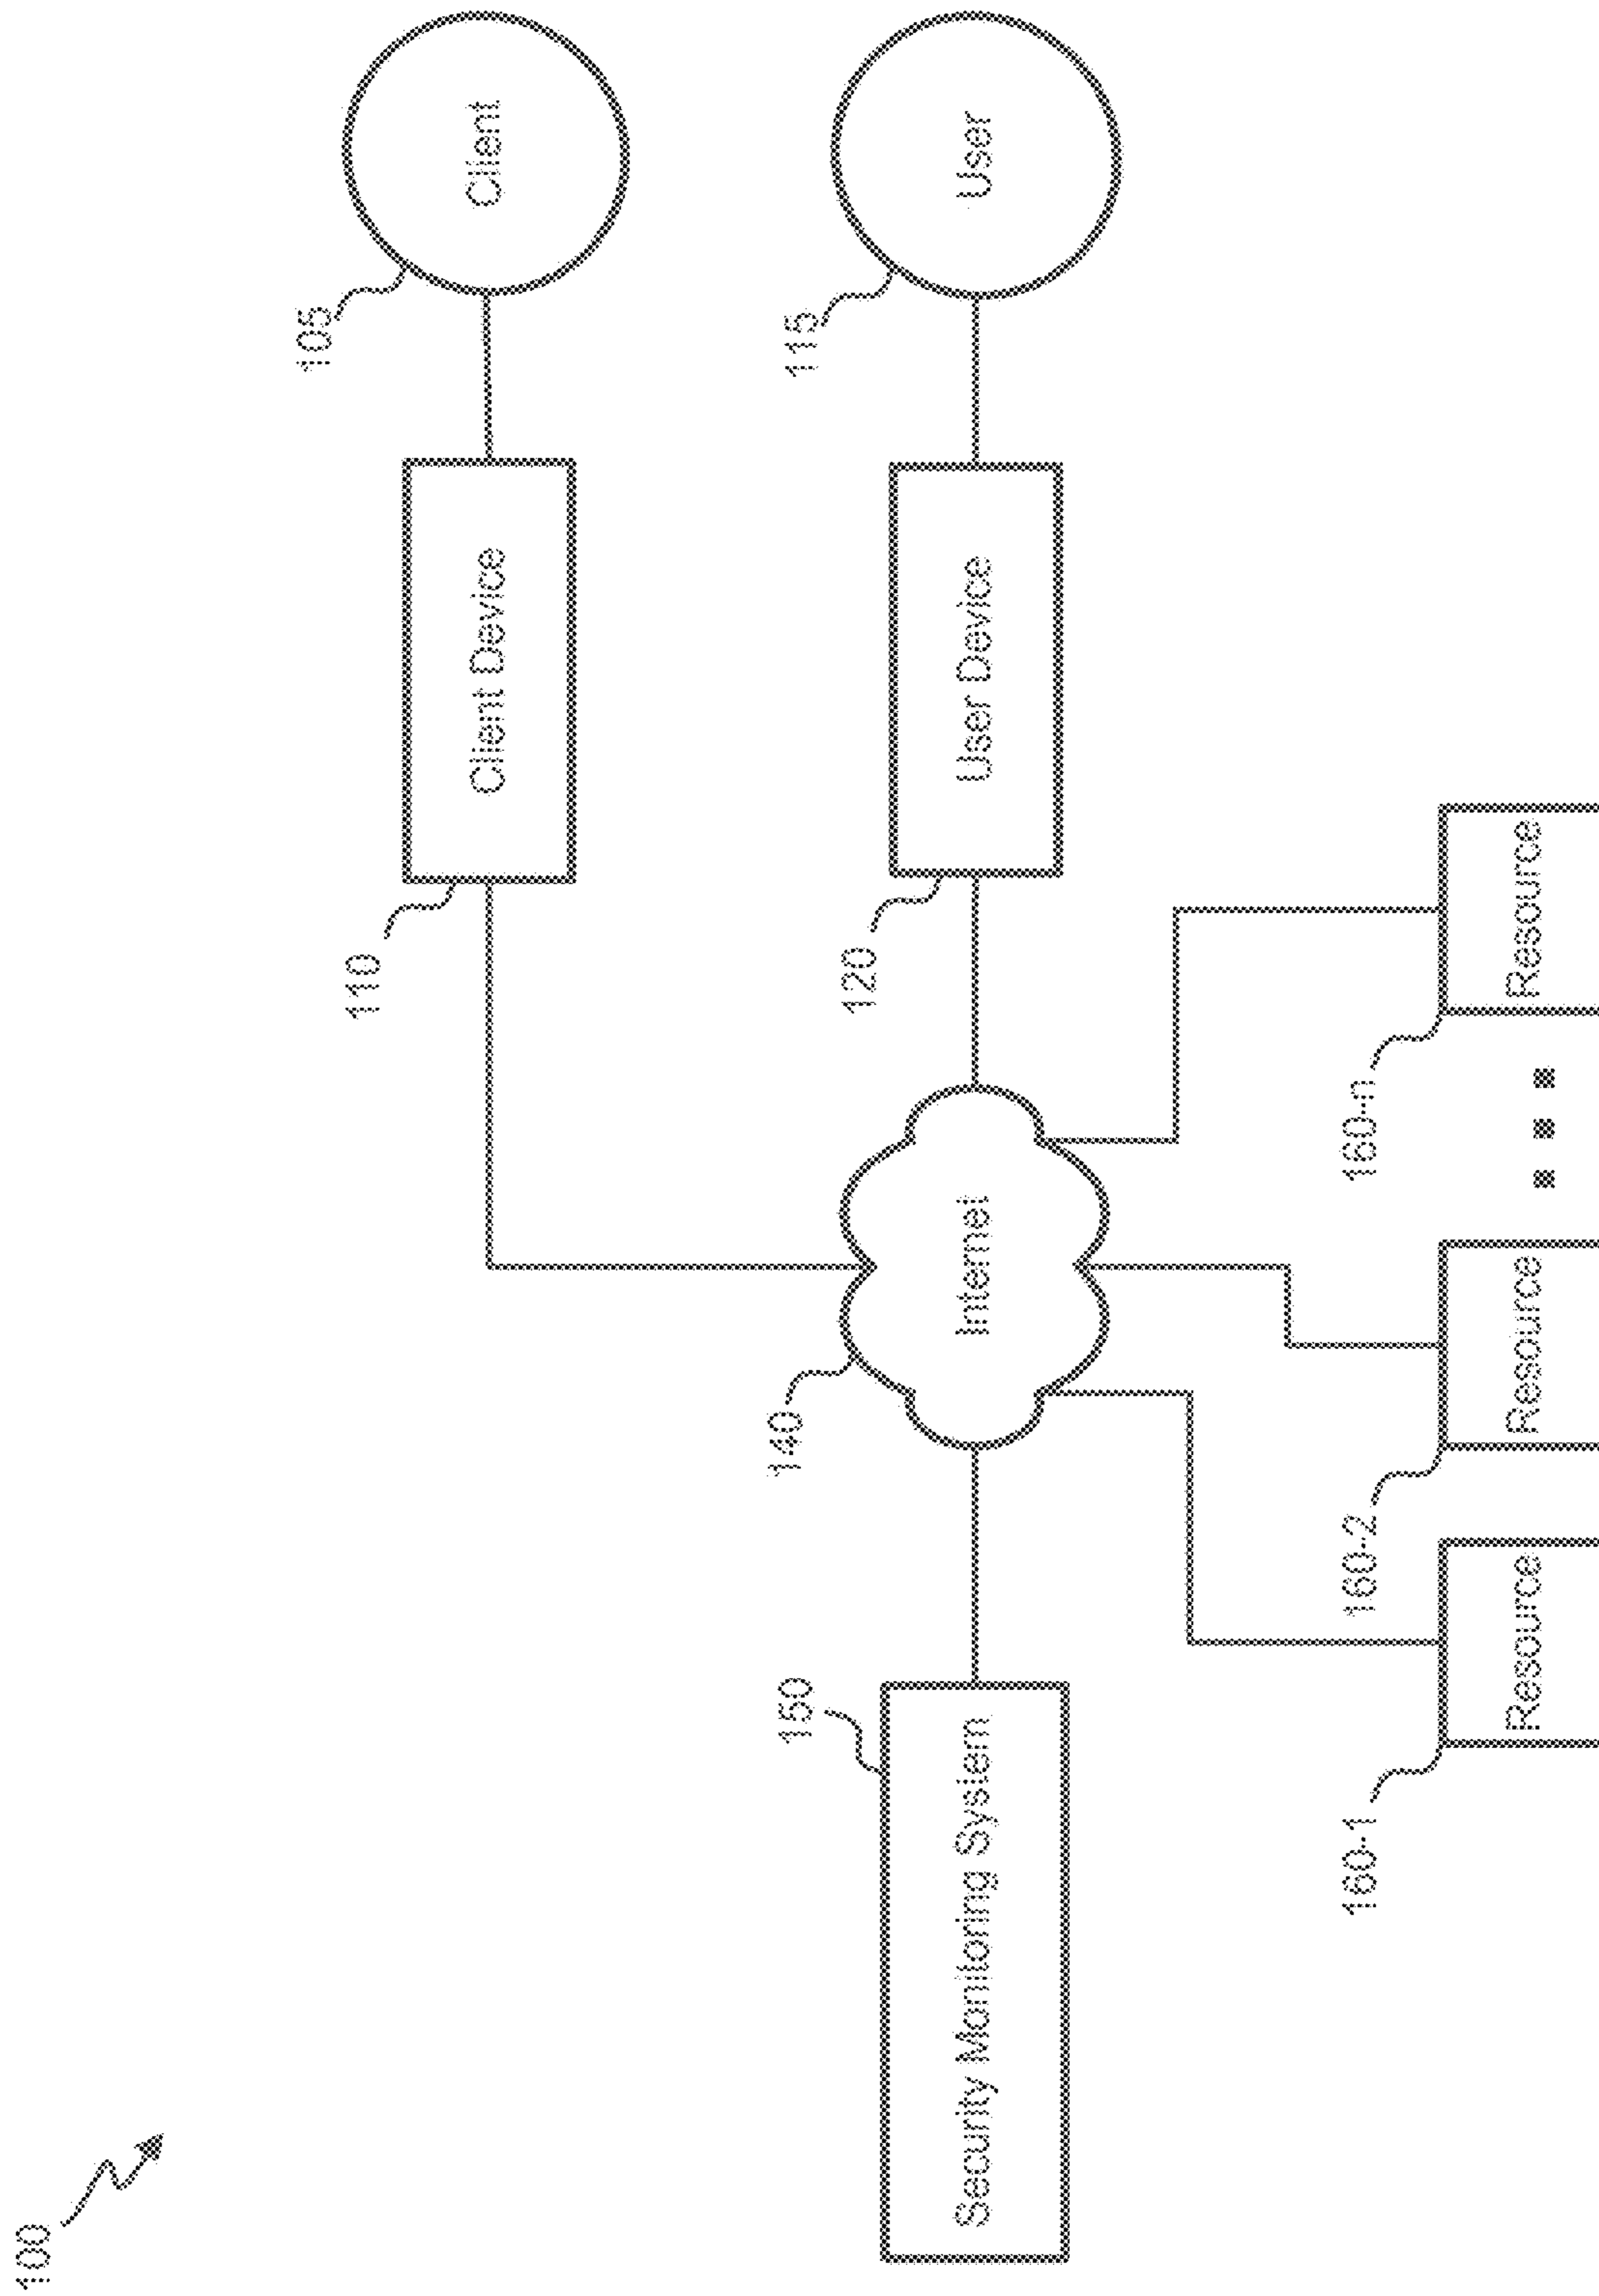 100
105
Client
110
Client Device
150
140
120
115
Security Monitoring System
Internet
User Device
User
160-1
160-2
160-n
Resource
Resource
Resource